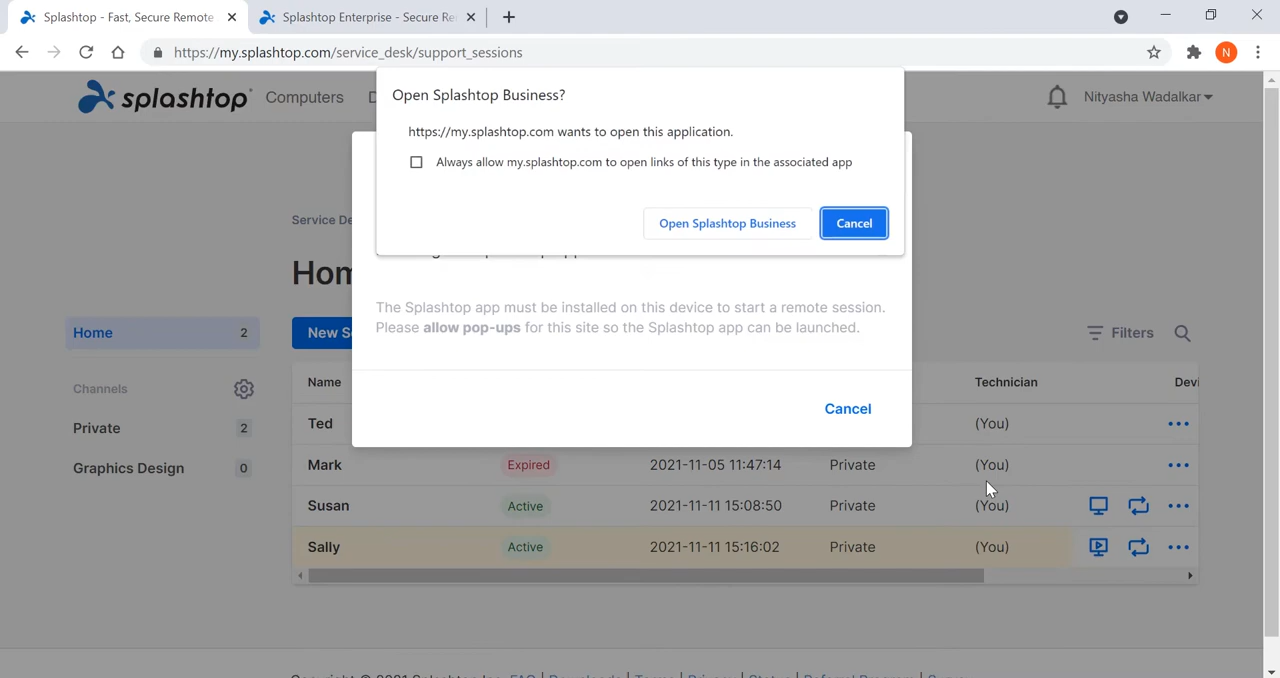 Splashtop - Fast, Secure Remote
Splashtop Enterprise - Secure Re
https://my.splashtop.com/service_desk/support_sessions
N
splashtop
Computers
Nityasha Wadalkar
Open Splashtop Business?
https://my.splashtop.com wants to open this application.
Always allow my.splashtop.com to open links of this type in the associated app
Open Splashtop Business
Cancel
Service De
Hom
The Splashtop app must be installed on this device to start a remote session.
Please allow pop-ups for this site so the Splashtop app can be launched.
Cancel
Home 2
New S
Filters
Channels
Private 2
Graphics Design 0
Name Technician Devi
Ted (You)
Mark Expired 2021-11-05 11:47:14 Private (You)
Susan Active 2021-11-11 15:08:50 Private (You)
Sally Active 2021-11-11 15:16:02 Private (You)